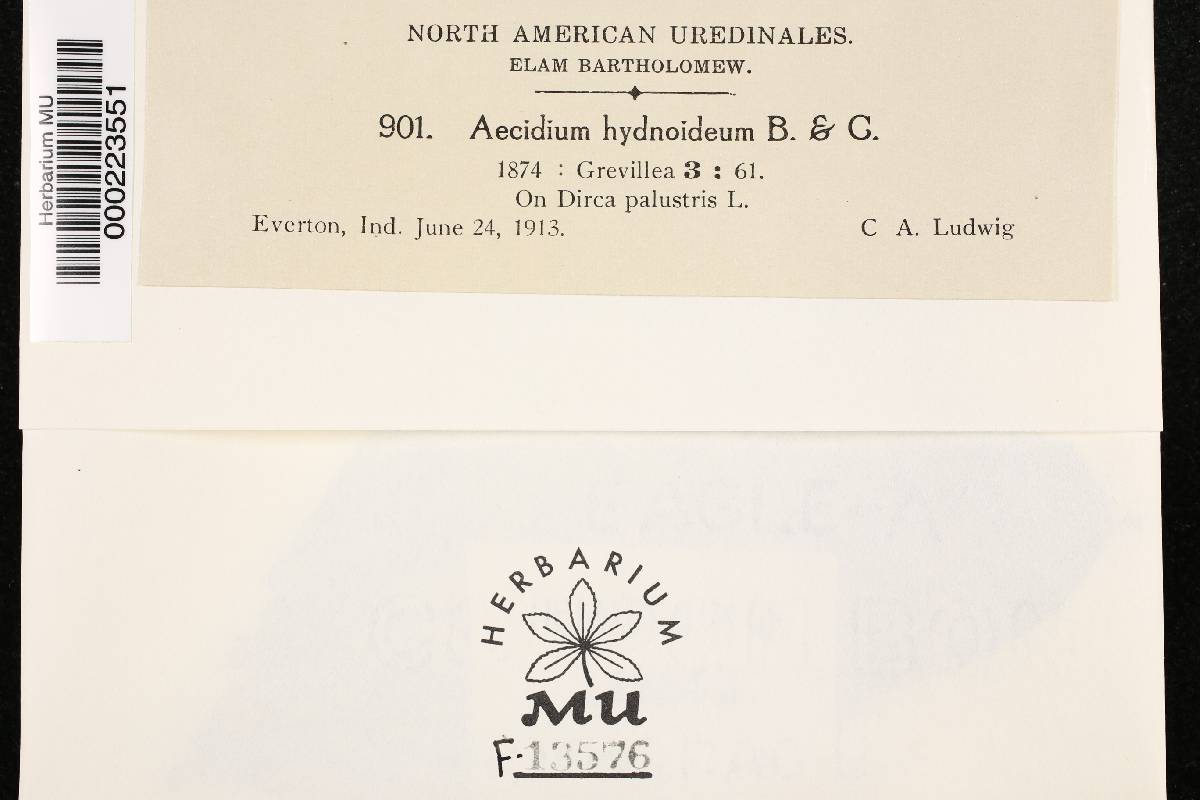 NORTH AMERICAN UREDINALES.
ELAM BARTHOLOMEW.
901. Aecidium hydnoideum B. & C.
1874 : Grevillea 3 : 61.
On Dirca palustris L.
Everton, Ind. June 24, 1913. C A. Ludwig
Herbarium MU
000223551
HERBARIUM
MU
F-13576